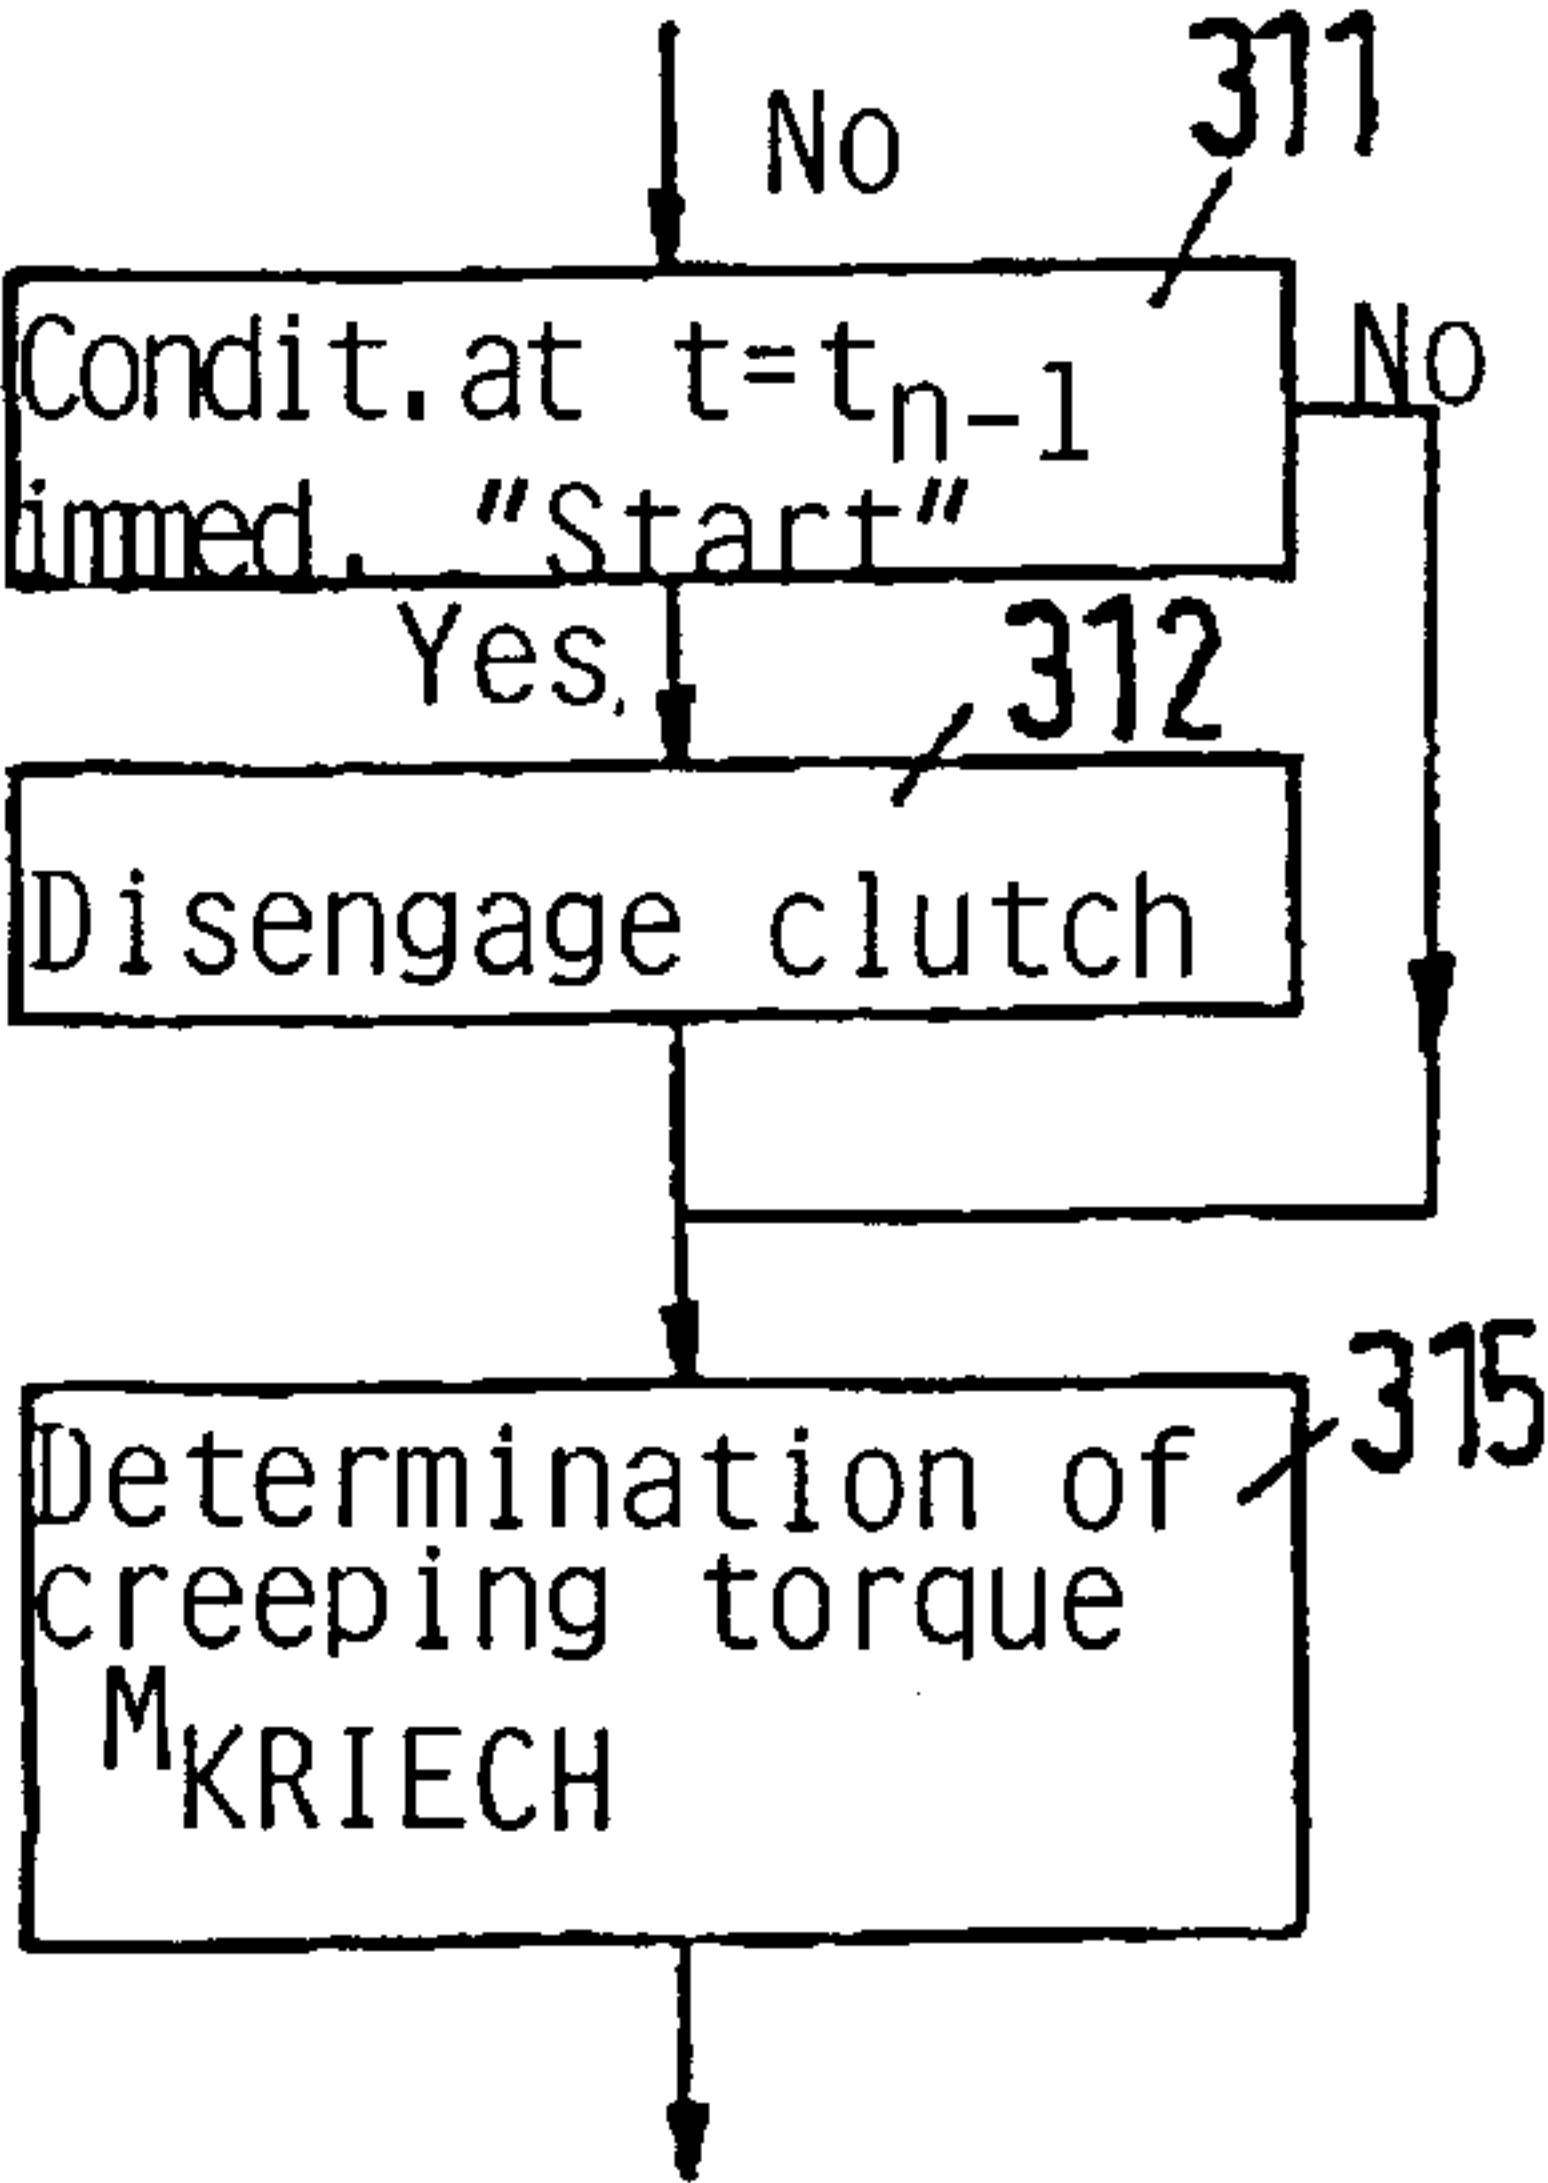 No
311
Condit.at t=tn-1
No
immed. "Start"
Yes
312
Disengage clutch
315
Determination of
creeping torque
MKRIECH